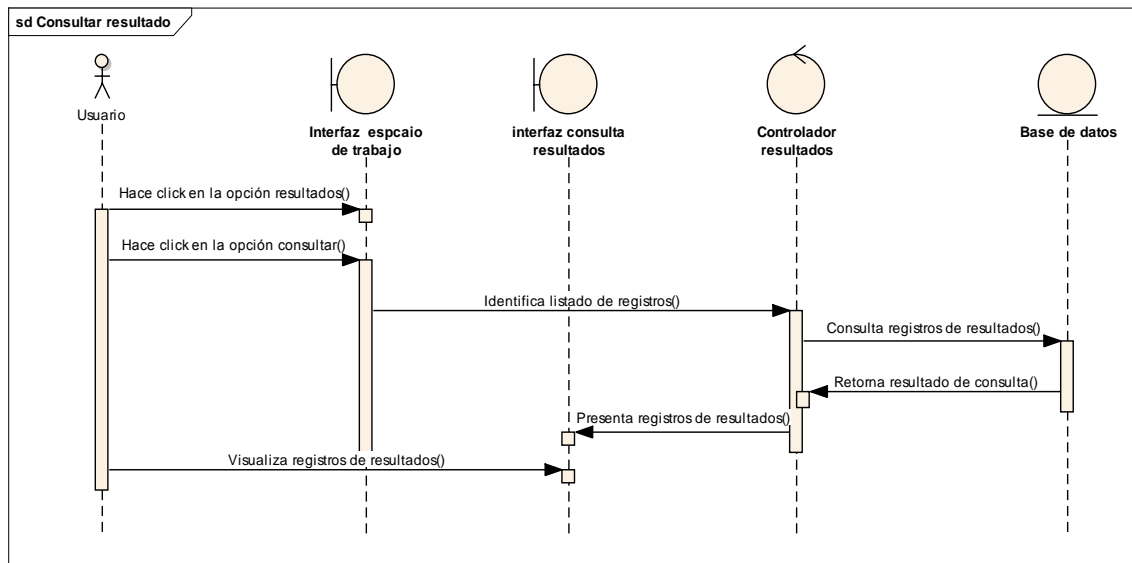 sd Consultar resultado
Usuario
Interfaz espcaio
de trabajo
interfaz consulta
resultados
Controlador
resultados
Base de datos
Hace click en la opción resultados()
Hace click en la opción consultar()
Identifica listado de registros()
Consulta registros de resultados()
Retorna resultado de consulta()
Presenta registros de resultados()
Visualiza registros de resultados()